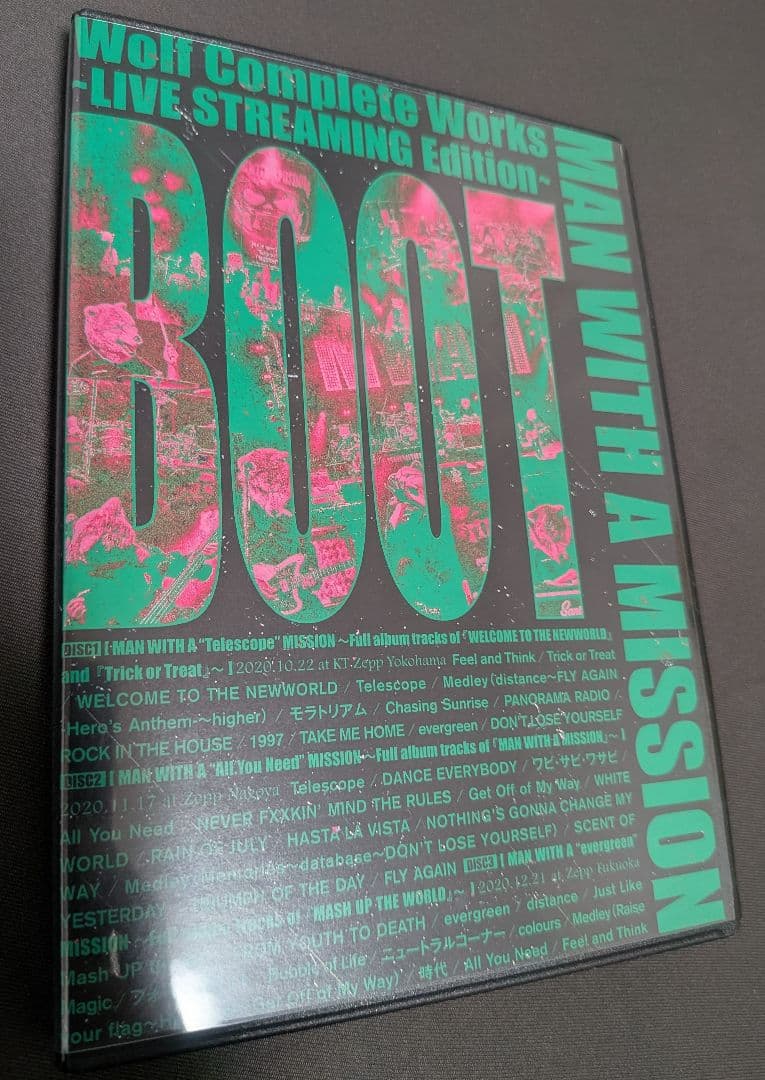 Wolf Complete Works
~LIVE STREAMING Edition~
BOOT
MAN WITH A MISSION
DISC1 [-MAN WITH A "Telescope" MISSION ~Full album tracks of『WELCOME TO THE NEWWORLD』
and『Trick or Treat』~] 2020.10.22 at KT Zepp Yokohama Feel and Think / Trick or Treat
/ WELCOME TO THE NEWWORLD / Telescope / Medley (distance~FLY AGAIN
-Hero's Anthem-~higher) / モラトリアム / Chasing Sunrise / PANORAMA RADIO /
ROCK IN THE HOUSE / 1997 / TAKE ME HOME / evergreen / DON'T LOSE YOURSELF
DISC2 [ MAN WITH A "All You Need" MISSION ~Full album tracks of『MAN WITH A MISSION』~ ]
2020.11.17 at Zepp Nagoya Telescope / DANCE EVERYBODY / ワビ・サビ・ワサビ /
All You Need / NEVER FXXKIN' MIND THE RULES / Get Off of My Way / WHITE
WORLD / RAIN OF JULY / HASTA LA VISTA / NOTHING'S GONNA CHANGE MY
WAY / Medley (Memories~database~DON'T LOSE YOURSELF) / SCENT OF
YESTERDAY / TRIUMPH OF THE DAY / FLY AGAIN DISC3 [ MAN WITH A "evergreen"
MISSION of『MASH UP THE WORLD』~ ] 2020.12.21 at Zepp Fukuoka
Mash UP FROM YOUTH TO DEATH / evergreen / distance / Just Like
Magic / of Life / ニュートラルコーナー / colours / Medley (Raise
your flag~ Get Off of My Way) / 時代 / All You Need / Feel and Think